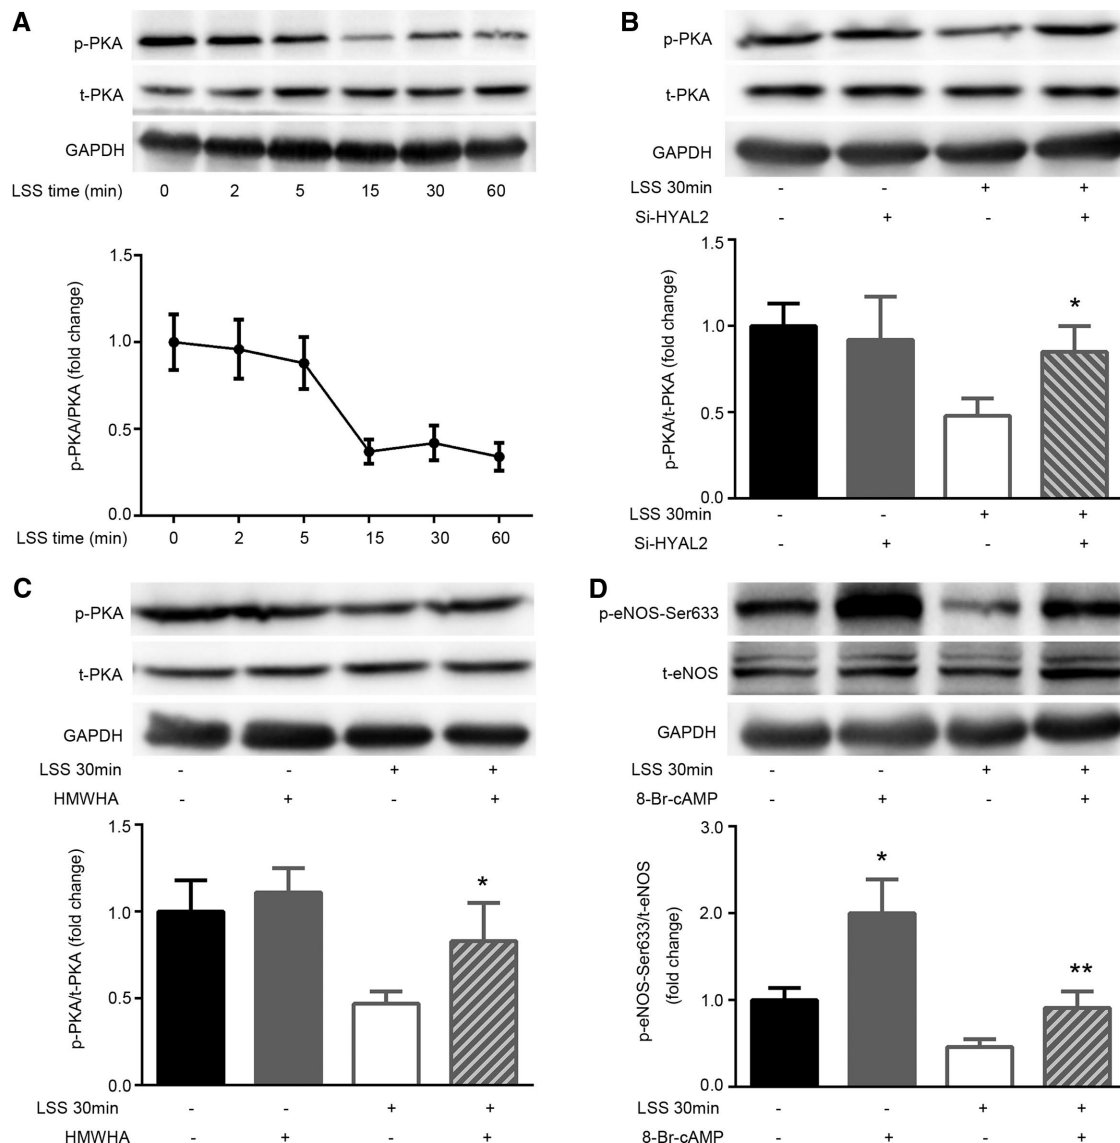 A
p-PKA
t-PKA
GAPDH
LSS time (min) 0 2 5 15 30 60
p-PKA/PKA (fold change)
1.5
1.0
0.5
0.0
LSS time (min) 0 2 5 15 30 60
B
p-PKA
t-PKA
GAPDH
LSS 30min - - + +
Si-HYAL2 - + - +
p-PKA/t-PKA (fold change)
1.5
1.0
0.5
0.0
*
LSS 30min - - + +
Si-HYAL2 - + - +
C
p-PKA
t-PKA
GAPDH
LSS 30min - - + +
HMWHA - + - +
p-PKA/t-PKA (fold change)
1.5
1.0
0.5
0.0
*
LSS 30min - - + +
HMWHA - + - +
D
p-eNOS-Ser633
t-eNOS
GAPDH
LSS 30min - - + +
8-Br-cAMP - + - +
p-eNOS-Ser633/t-eNOS
(fold change)
3.0
2.0
1.0
0.0
*
**
LSS 30min - - + +
8-Br-cAMP - + - +